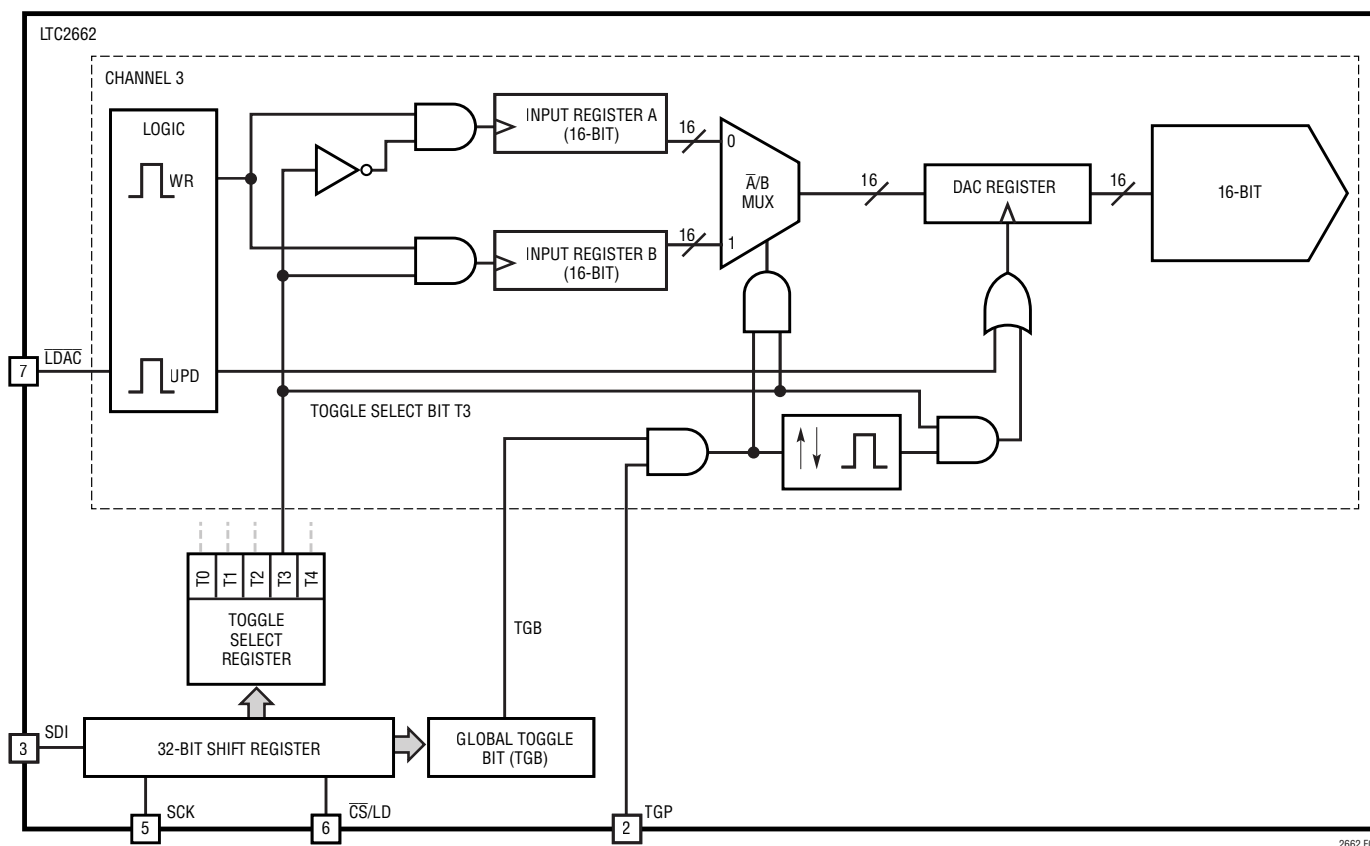 LTC2662
CHANNEL 3
LOGIC
WR
UPD
INPUT REGISTER A
(16-BIT)
16
0
INPUT REGISTER B
(16-BIT)
16
1
A̅/B
MUX
16
DAC REGISTER
16
16-BIT
7
L̅D̅A̅C̅
TOGGLE SELECT BIT T3
T0
T1
T2
T3
T4
TOGGLE
SELECT
REGISTER
TGB
3
SDI
32-BIT SHIFT REGISTER
GLOBAL TOGGLE
BIT (TGB)
5
SCK
6
C̅S̅/LD
2
TGP